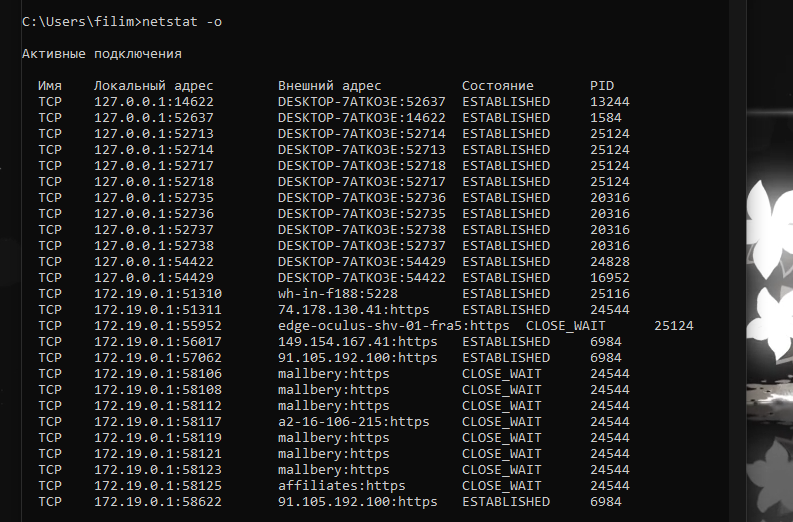 C:\Users\filim>netstat -o
Активные подключения
Имя Локальный адрес Внешний адрес Состояние PID
TCP 127.0.0.1:14622 DESKTOP-7ATKO3E:52637 ESTABLISHED 13244
TCP 127.0.0.1:52637 DESKTOP-7ATKO3E:14622 ESTABLISHED 1584
TCP 127.0.0.1:52713 DESKTOP-7ATKO3E:52714 ESTABLISHED 25124
TCP 127.0.0.1:52714 DESKTOP-7ATKO3E:52713 ESTABLISHED 25124
TCP 127.0.0.1:52717 DESKTOP-7ATKO3E:52718 ESTABLISHED 25124
TCP 127.0.0.1:52718 DESKTOP-7ATKO3E:52717 ESTABLISHED 25124
TCP 127.0.0.1:52735 DESKTOP-7ATKO3E:52736 ESTABLISHED 20316
TCP 127.0.0.1:52736 DESKTOP-7ATKO3E:52735 ESTABLISHED 20316
TCP 127.0.0.1:52737 DESKTOP-7ATKO3E:52738 ESTABLISHED 20316
TCP 127.0.0.1:52738 DESKTOP-7ATKO3E:52737 ESTABLISHED 20316
TCP 127.0.0.1:54422 DESKTOP-7ATKO3E:54429 ESTABLISHED 24828
TCP 127.0.0.1:54429 DESKTOP-7ATKO3E:54422 ESTABLISHED 16952
TCP 172.19.0.1:51310 wh-in-f188:5228 ESTABLISHED 25116
TCP 172.19.0.1:51311 74.178.130.41:https ESTABLISHED 24544
TCP 172.19.0.1:55952 edge-oculus-shv-01-fra5:https CLOSE_WAIT 25124
TCP 172.19.0.1:56017 149.154.167.41:https ESTABLISHED 6984
TCP 172.19.0.1:57062 91.105.192.100:https ESTABLISHED 6984
TCP 172.19.0.1:58106 mallbery:https CLOSE_WAIT 24544
TCP 172.19.0.1:58108 mallbery:https CLOSE_WAIT 24544
TCP 172.19.0.1:58112 mallbery:https CLOSE_WAIT 24544
TCP 172.19.0.1:58117 a2-16-106-215:https CLOSE_WAIT 24544
TCP 172.19.0.1:58119 mallbery:https CLOSE_WAIT 24544
TCP 172.19.0.1:58121 mallbery:https CLOSE_WAIT 24544
TCP 172.19.0.1:58123 mallbery:https CLOSE_WAIT 24544
TCP 172.19.0.1:58125 affiliates:https CLOSE_WAIT 24544
TCP 172.19.0.1:58622 91.105.192.100:https ESTABLISHED 6984